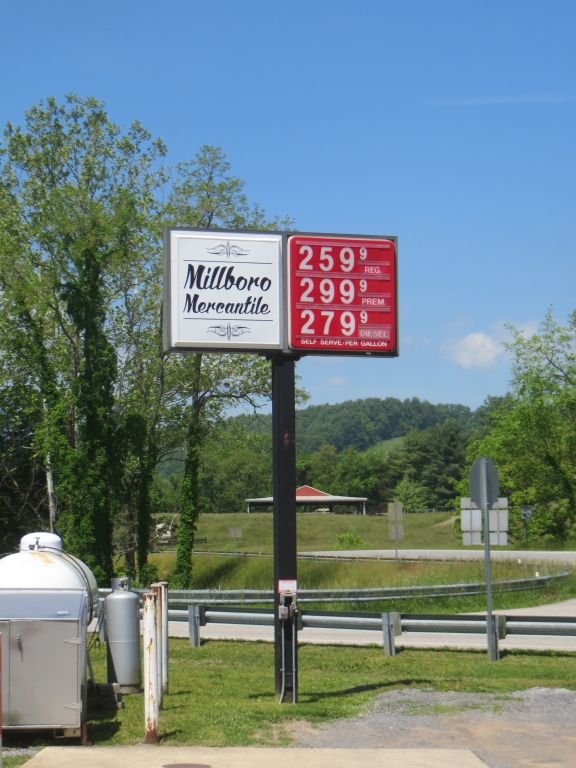 Millboro
Mercantile
259 9
REG.
299 9
PREM.
279 9
DIESEL
SELF SERVE/PER GALLON